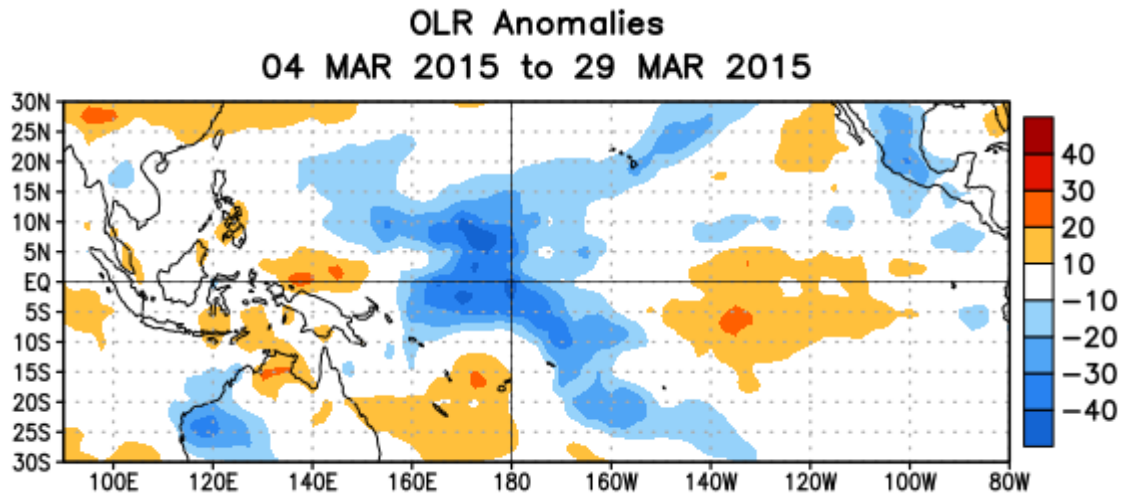 OLR Anomalies
04 MAR 2015 to 29 MAR 2015
30N
25N
20N
15N
10N
5N
EQ
5S
10S
15S
20S
25S
30S
100E 120E 140E 160E 180 160W 140W 120W 100W 80W
40
30
20
10
−10
−20
−30
−40